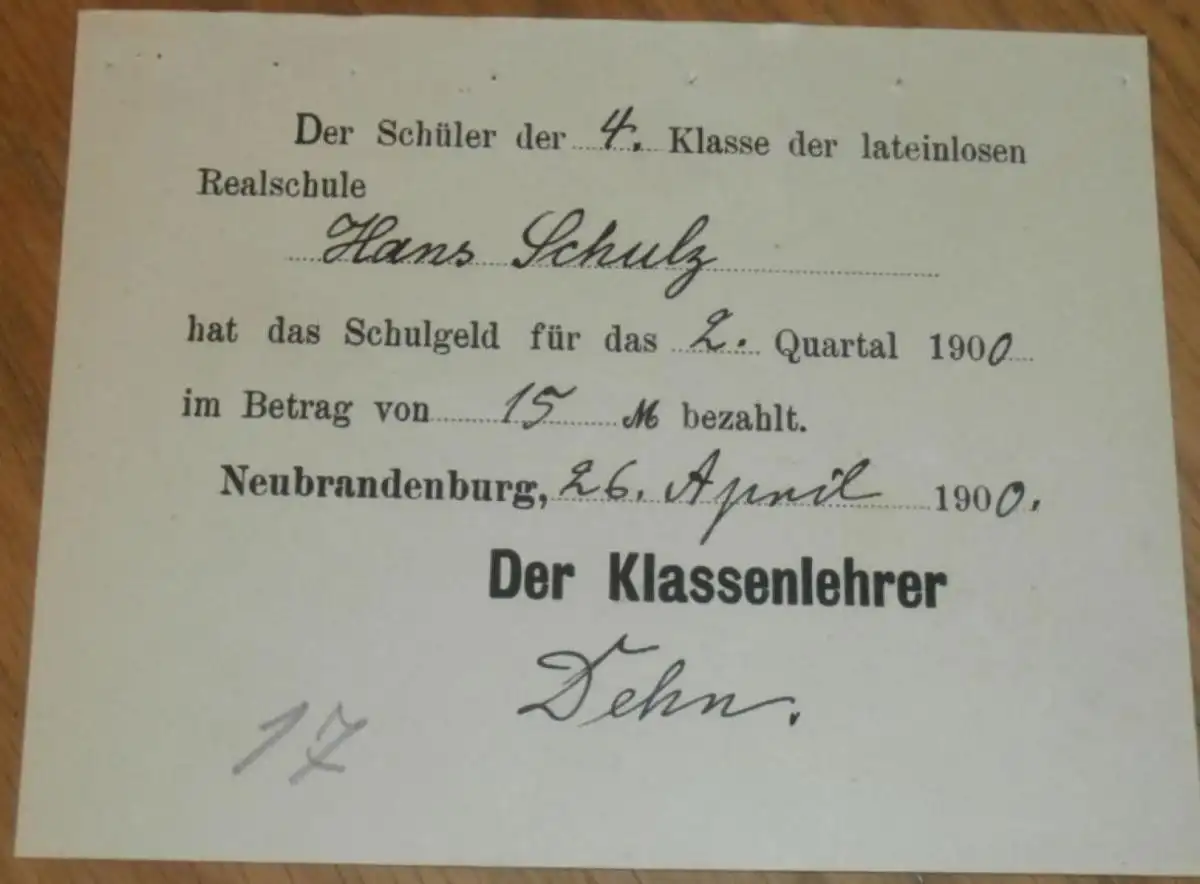 Der Schüler der 4. Klasse der lateinlosen
Realschule
Hans Schulz
hat das Schulgeld für das 2. Quartal 1900
im Betrag von 15 M bezahlt.
Neubrandenburg, 26. April 1900.
Der Klassenlehrer
Dehn.
17